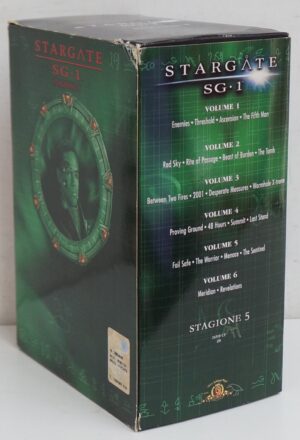 STARGATE
SG·1
STARGATE
SG·1
VOLUME 1
Enemies • Threshold • Ascension • The Fifth Man
VOLUME 2
Red Sky • Rite of Passage • Beast of Burden • The Tomb
VOLUME 3
Between Two Fires • 2001 • Desperate Measures • Wormhole X-treme
VOLUME 4
Proving Ground • 48 Hours • Summit • Last Stand
VOLUME 5
Fail Safe • The Warrior • Menace • The Sentinel
VOLUME 6
Meridian • Revelations
STAGIONE 5